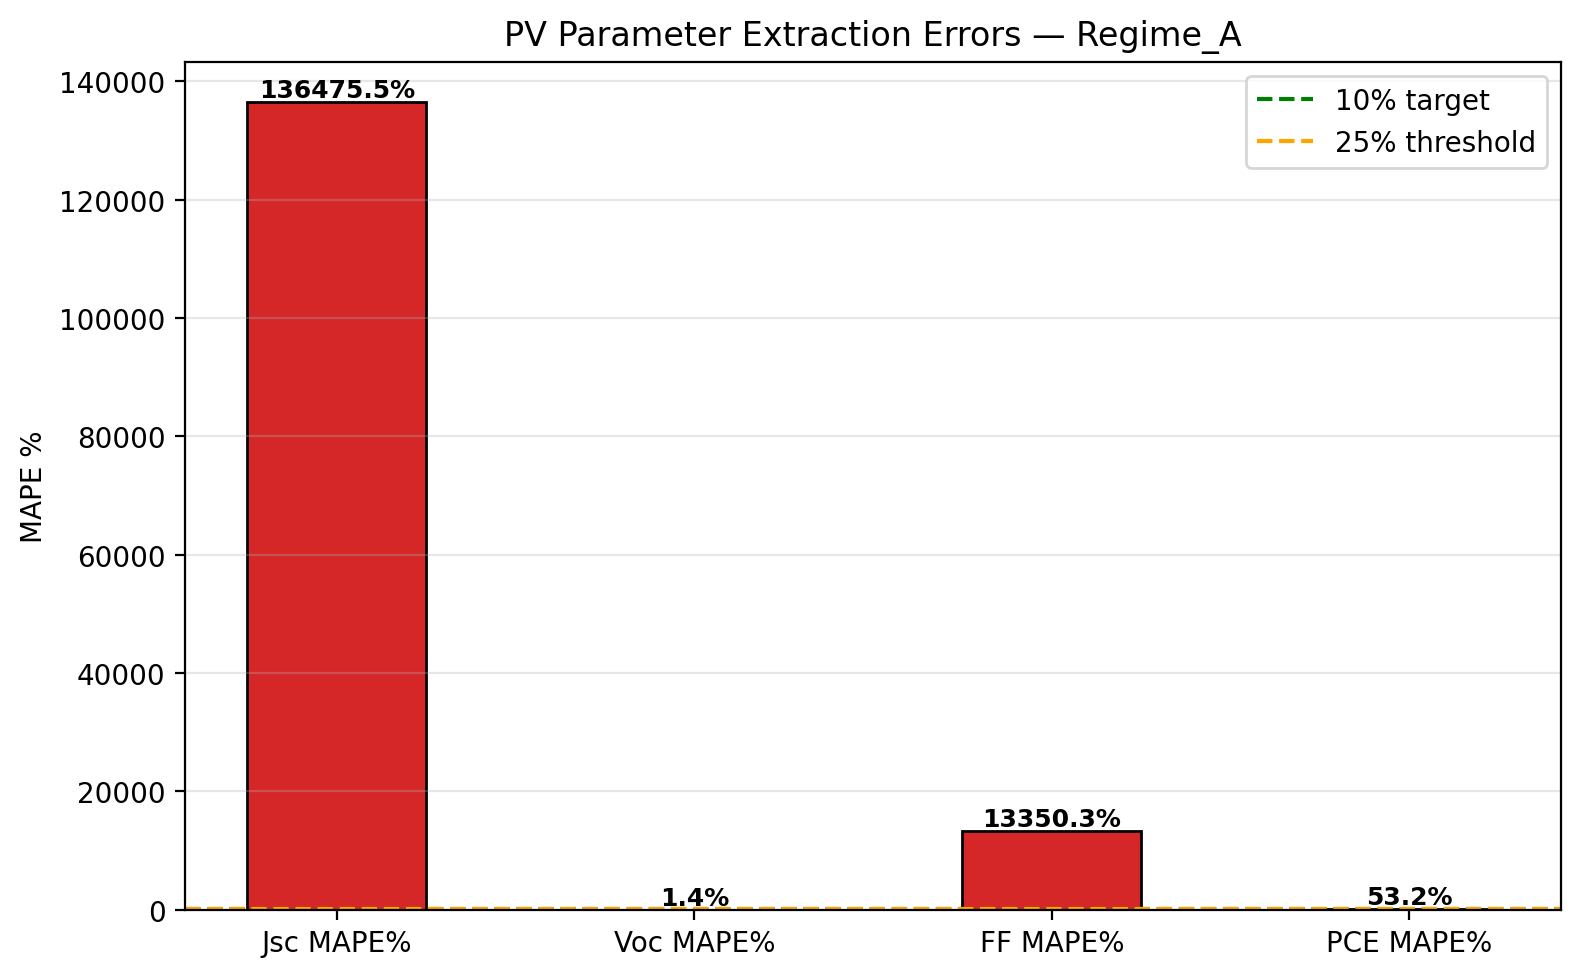 PV Parameter Extraction Errors — Regime_A
MAPE %
140000
120000
100000
80000
60000
40000
20000
0
136475.5%
1.4%
13350.3%
53.2%
10% target
25% threshold
Jsc MAPE%
Voc MAPE%
FF MAPE%
PCE MAPE%